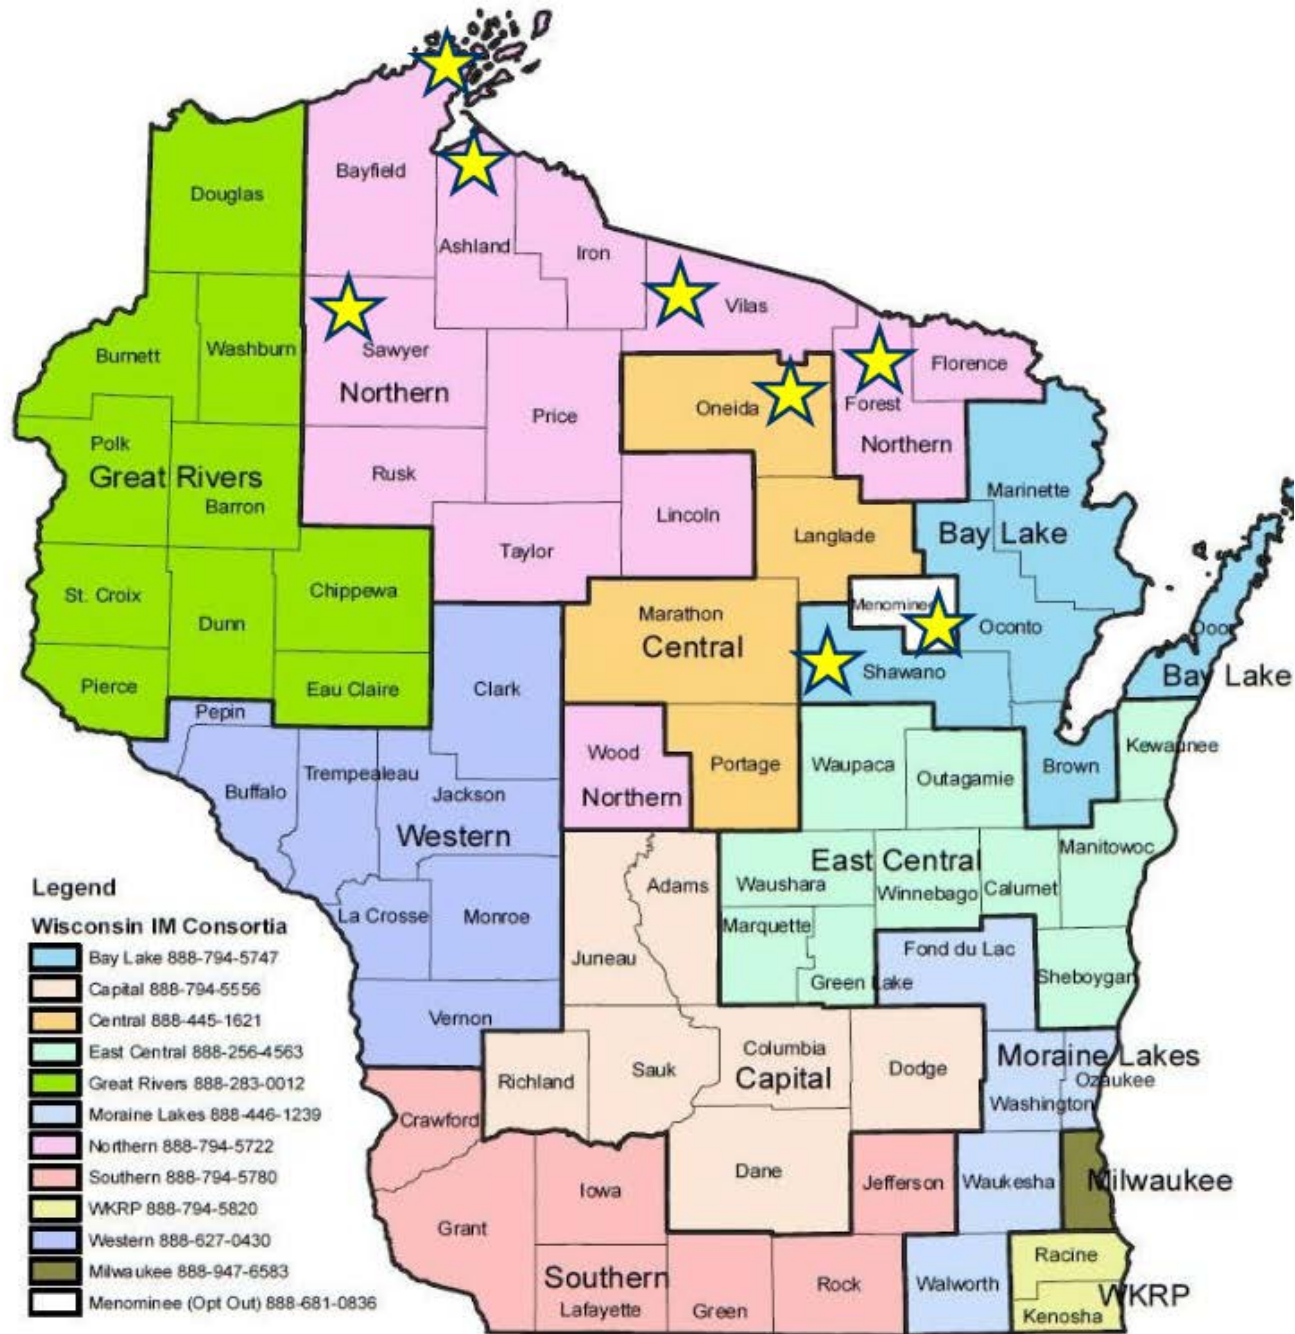 Douglas
Bayfield
Ashland
Iron
Vilas
Burnett
Washburn
Sawyer
Northern
Price
Oneida
Forest
Florence
Northern
Polk
Great Rivers
Barron
Rusk
Lincoln
Taylor
Langlade
Marinette
Bay Lake
St. Croix
Dunn
Chippewa
Marathon
Central
Menominee
Oconto
Door
Bay Lake
Shawano
Pierce
Eau Claire
Clark
Pepin
Wood
Northern
Portage
Waupaca
Outagamie
Brown
Kewaunee
Buffalo
Trempealeau
Jackson
Western
East Central
Manitowoc
Adams
Waushara
Winnebago
Calumet
La Crosse
Monroe
Marquette
Juneau
Green Lake
Fond du Lac
Sheboygan
Vernon
Columbia
Capital
Dodge
Moraine Lakes
Ozaukee
Washington
Richland
Sauk
Crawford
Dane
Iowa
Jefferson
Waukesha
Milwaukee
Grant
Southern
Lafayette
Green
Rock
Walworth
Racine
WKRP
Kenosha
Legend
Wisconsin IM Consortia
Bay Lake 888-794-5747
Capital 888-794-5556
Central 888-445-1621
East Central 888-256-4563
Great Rivers 888-283-0012
Moraine Lakes 888-446-1239
Northern 888-794-5722
Southern 888-794-5780
WKRP 888-794-5820
Western 888-627-0430
Milwaukee 888-947-6583
Menominee (Opt Out) 888-681-0836